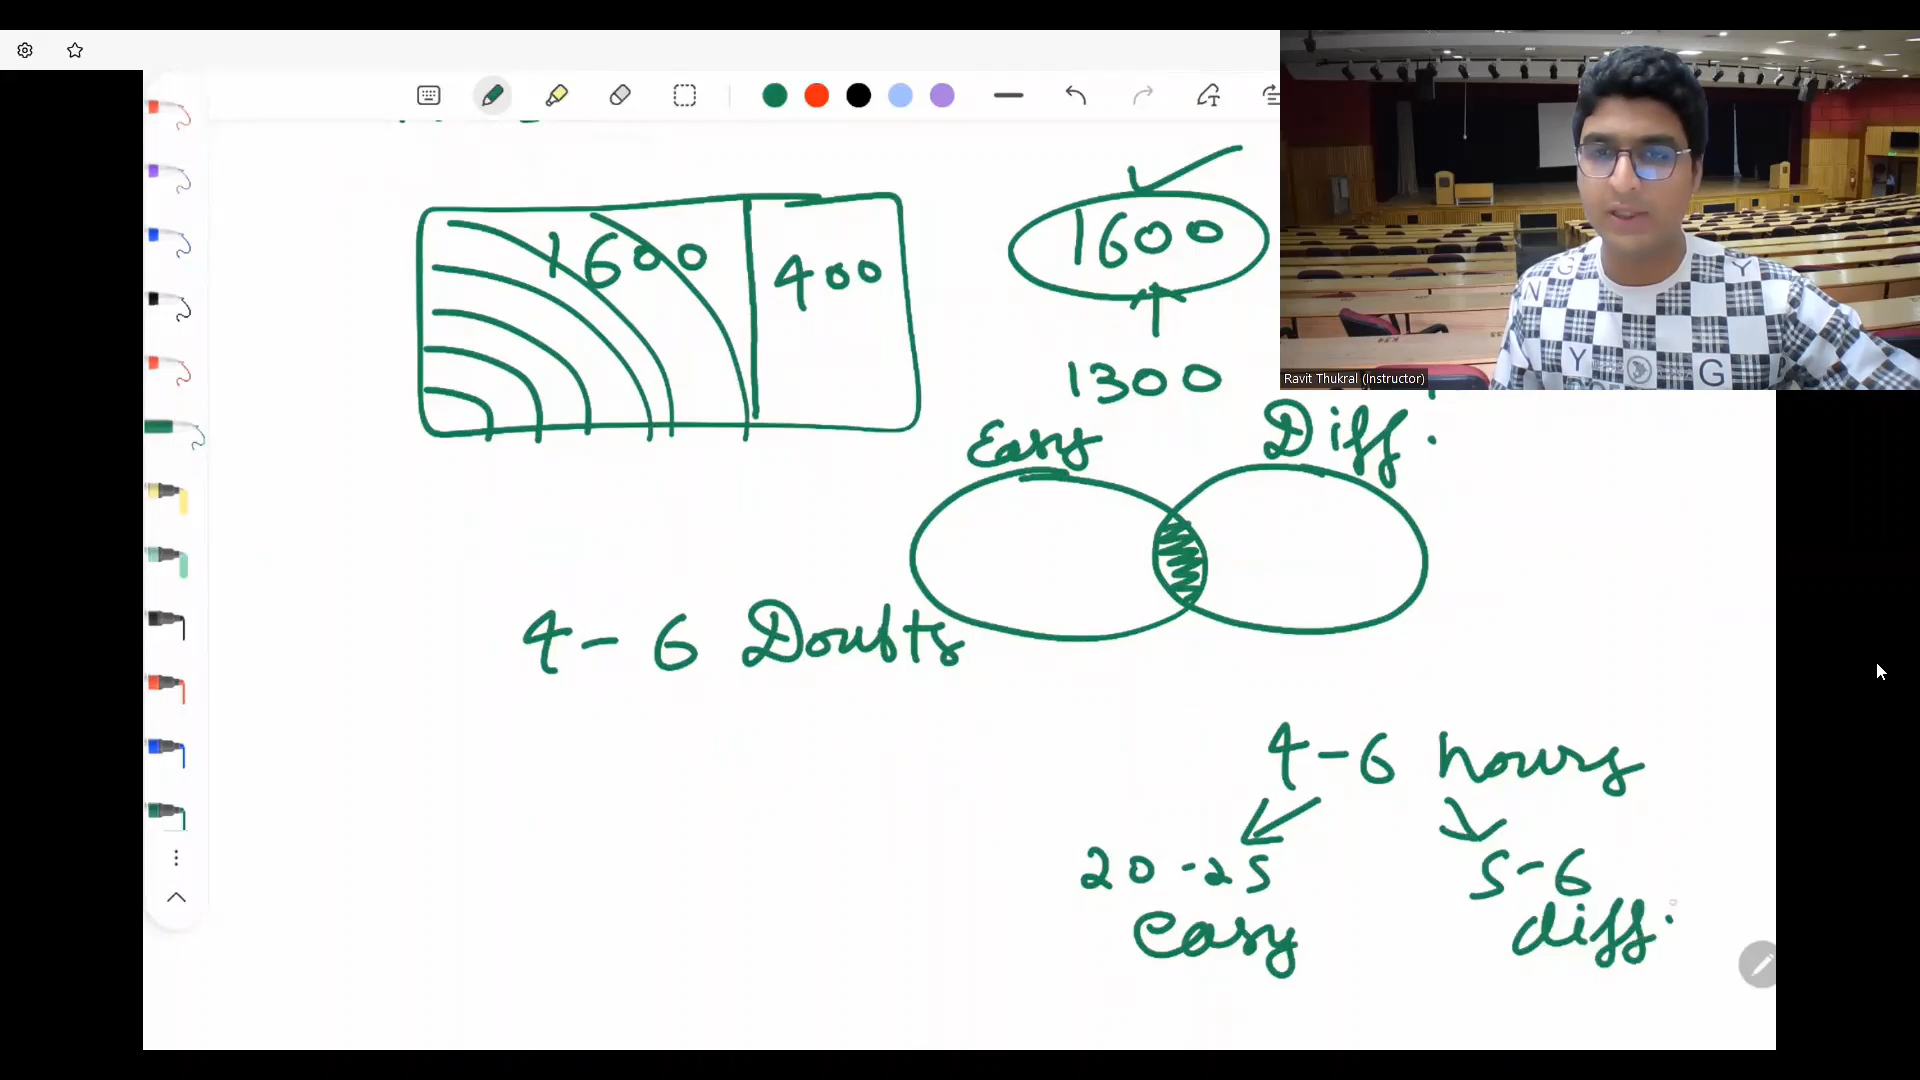 1600
400
1600
1300
Easy
Diff.
4-6 Doubts
4-6 hours
20-25
easy
5-6
diff.
Ravit Thukral (Instructor)
N
G
Y
Y
G